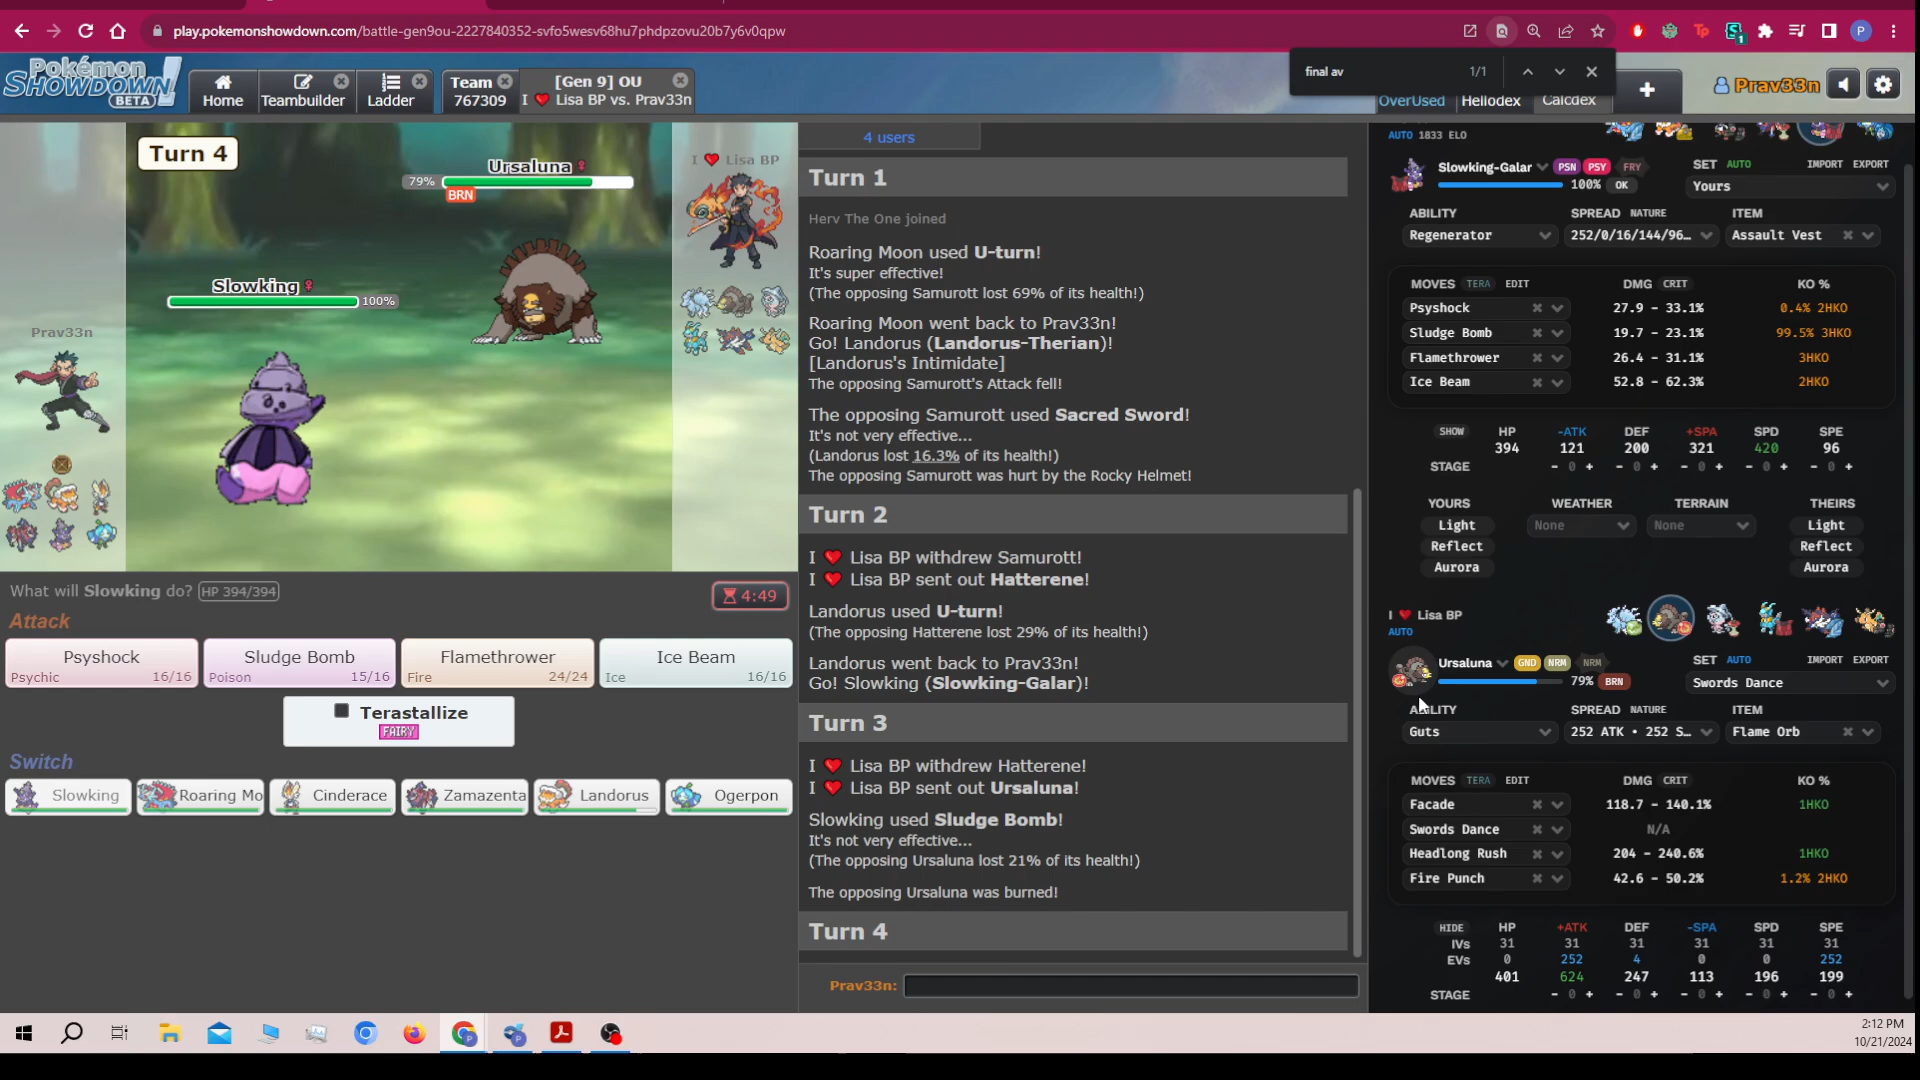 play.pokemonshowdown.com/battle-gen9ou-2227840352-svfo5wesv68hu7phdpzovu20b7y6v0qpw
final av 1/1
Pokémon SHOWDOWN! BETA
Home
Teambuilder
Ladder
Team 767309
[Gen 9] OU
I ❤ Lisa BP vs. Prav33n
OverUsed
Hellodex
Calcdex
Prav33n
Turn 4
Ursaluna ♀
79%
BRN
Slowking ♀
100%
I ❤ Lisa BP
Prav33n
What will Slowking do? HP 394/394
4:49
Attack
Psyshock
Psychic 16/16
Sludge Bomb
Poison 15/16
Flamethrower
Fire 24/24
Ice Beam
Ice 16/16
Terastallize
FAIRY
Switch
Slowking
Roaring Mo
Cinderace
Zamazenta
Landorus
Ogerpon
4 users
Turn 1
Herv The One joined
Roaring Moon used U-turn!
It's super effective!
(The opposing Samurott lost 69% of its health!)
Roaring Moon went back to Prav33n!
Go! Landorus (Landorus-Therian)!
[Landorus's Intimidate]
The opposing Samurott's Attack fell!
The opposing Samurott used Sacred Sword!
It's not very effective...
(Landorus lost 16.3% of its health!)
The opposing Samurott was hurt by the Rocky Helmet!
Turn 2
I ❤ Lisa BP withdrew Samurott!
I ❤ Lisa BP sent out Hatterene!
Landorus used U-turn!
(The opposing Hatterene lost 29% of its health!)
Landorus went back to Prav33n!
Go! Slowking (Slowking-Galar)!
Turn 3
I ❤ Lisa BP withdrew Hatterene!
I ❤ Lisa BP sent out Ursaluna!
Slowking used Sludge Bomb!
It's not very effective...
(The opposing Ursaluna lost 21% of its health!)
The opposing Ursaluna was burned!
Turn 4
Prav33n:
AUTO 1833 ELO
Slowking-Galar PSN PSY FRY
100% OK
SET AUTO IMPORT EXPORT
Yours
ABILITY SPREAD NATURE ITEM
Regenerator 252/0/16/144/96... Assault Vest
MOVES TERA EDIT DMG CRIT KO %
Psyshock 27.9 - 33.1% 0.4% 2HKO
Sludge Bomb 19.7 - 23.1% 99.5% 3HKO
Flamethrower 26.4 - 31.1% 3HKO
Ice Beam 52.8 - 62.3% 2HKO
SHOW HP -ATK DEF +SPA SPD SPE
394 121 200 321 420 96
STAGE - 0 + - 0 + - 0 + - 0 + - 0 +
YOURS WEATHER TERRAIN THEIRS
Light None None Light
Reflect Reflect
Aurora Aurora
I ❤ Lisa BP
AUTO
Ursaluna GND NRM NRM
79% BRN
SET AUTO IMPORT EXPORT
Swords Dance
ABILITY SPREAD NATURE ITEM
Guts 252 ATK • 252 S... Flame Orb
MOVES TERA EDIT DMG CRIT KO %
Facade 118.7 - 140.1% 1HKO
Swords Dance N/A
Headlong Rush 204 - 240.6% 1HKO
Fire Punch 42.6 - 50.2% 1.2% 2HKO
HIDE HP +ATK DEF -SPA SPD SPE
IVs 31 31 31 31 31 31
EVs 0 252 4 0 0 252
401 624 247 113 196 199
STAGE - 0 + - 0 + - 0 + - 0 + - 0 +
2:12 PM
10/21/2024